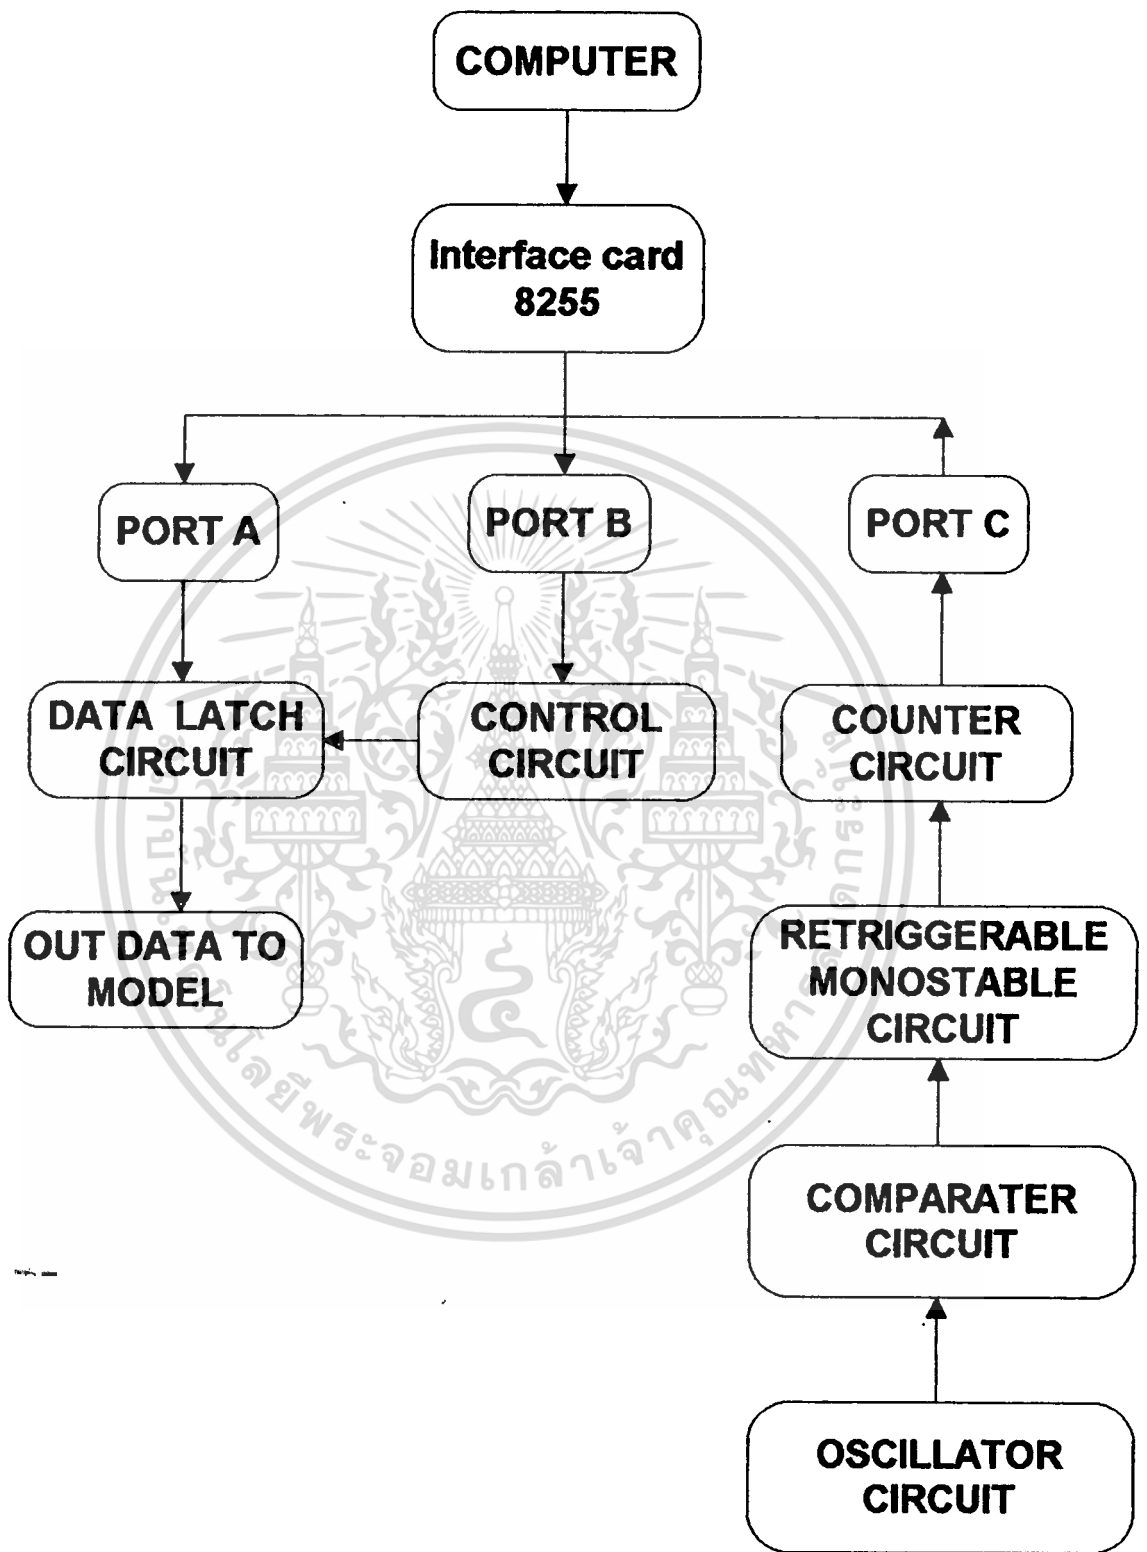 COMPUTER
Interface card
8255
PORT A
PORT B
PORT C
DATA LATCH
CIRCUIT
CONTROL
CIRCUIT
COUNTER
CIRCUIT
OUT DATA TO
MODEL
RETRIGGERABLE
MONOSTABLE
CIRCUIT
COMPARATER
CIRCUIT
OSCILLATOR
CIRCUIT